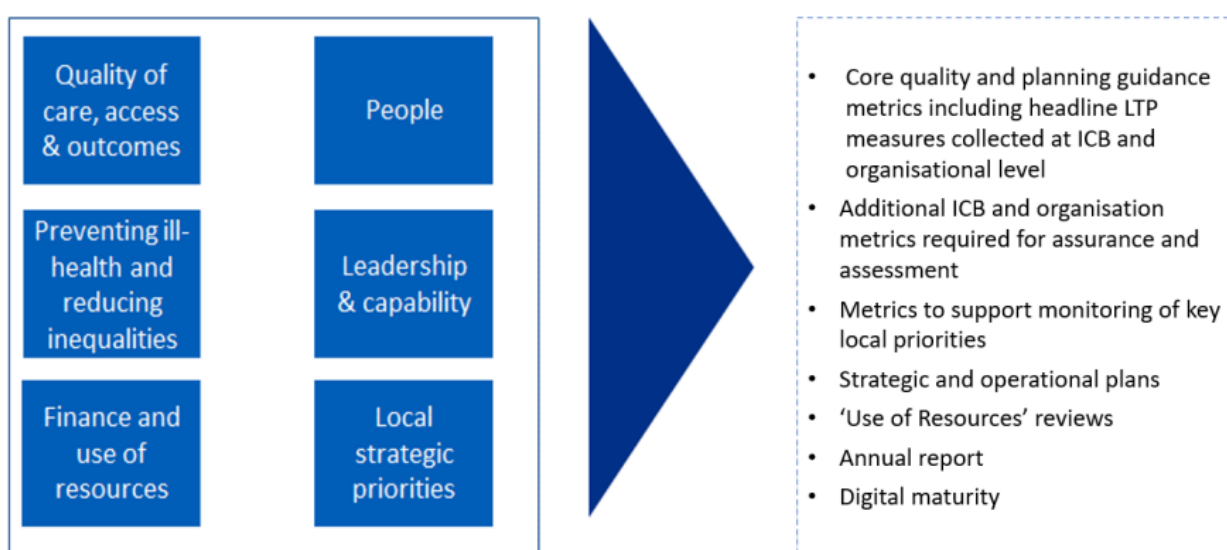 Quality of
care, access
& outcomes
People
Preventing ill-
health and
reducing
inequalities
Leadership
& capability
Finance and
use of
resources
Local
strategic
priorities
• Core quality and planning guidance
metrics including headline LTP
measures collected at ICB and
organisational level
• Additional ICB and organisation
metrics required for assurance and
assessment
• Metrics to support monitoring of key
local priorities
• Strategic and operational plans
• ‘Use of Resources’ reviews
• Annual report
• Digital maturity